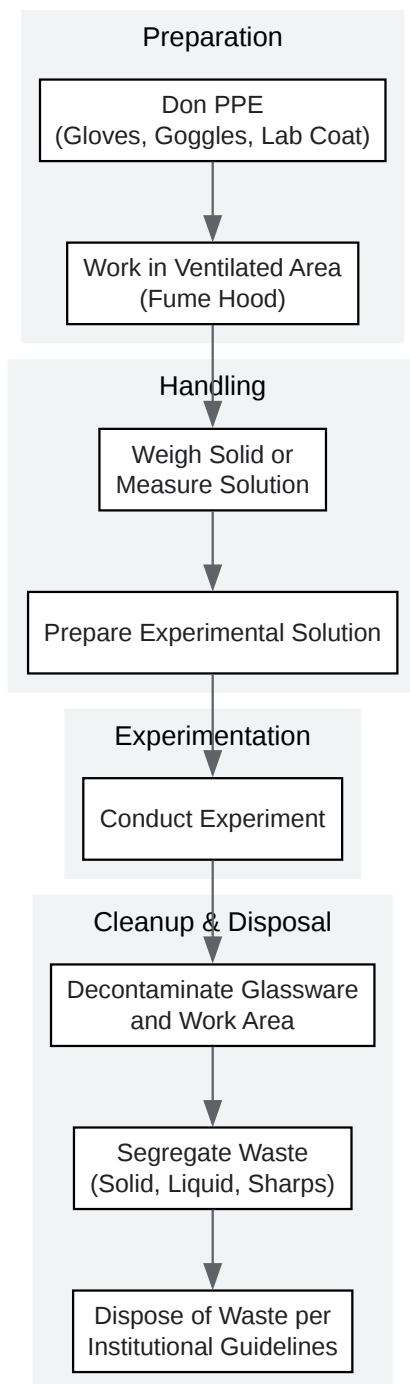 Preparation
Don PPE
(Gloves, Goggles, Lab Coat)
Work in Ventilated Area
(Fume Hood)
Handling
Weigh Solid or
Measure Solution
Prepare Experimental Solution
Experimentation
Conduct Experiment
Cleanup & Disposal
Decontaminate Glassware
and Work Area
Segregate Waste
(Solid, Liquid, Sharps)
Dispose of Waste per
Institutional Guidelines